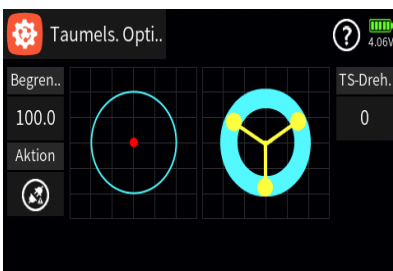 Taumels. Opti..
?
4.06V
Begren..
TS-Dreh.
100.0
0
Aktion